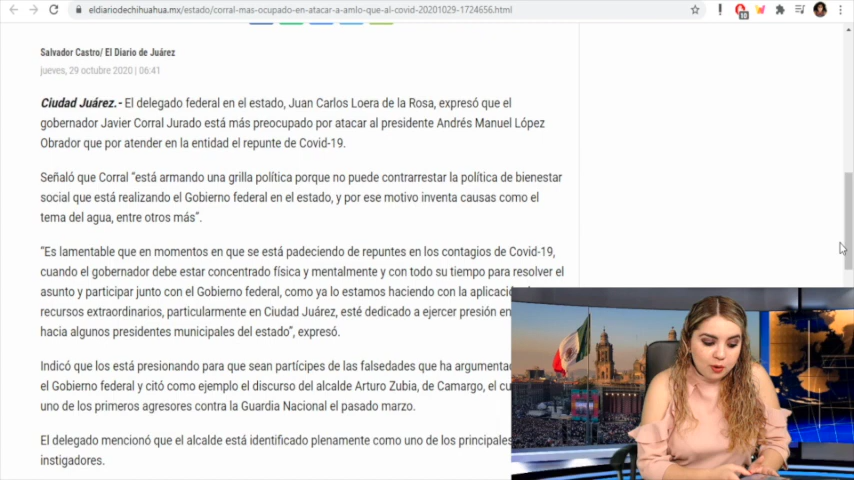 eldiariodechihuahua.mx/estado/corral-mas-ocupado-en-atacar-a-amlo-que-al-covid-20201029-1724656.html
10
Salvador Castro/ El Diario de Juárez
jueves, 29 octubre 2020 | 06:41
Ciudad Juárez.- El delegado federal en el estado, Juan Carlos Loera de la Rosa, expresó que el
gobernador Javier Corral Jurado está más preocupado por atacar al presidente Andrés Manuel López
Obrador que por atender en la entidad el repunte de Covid-19.
Señaló que Corral “está armando una grilla política porque no puede contrarrestar la política de bienestar
social que está realizando el Gobierno federal en el estado, y por ese motivo inventa causas como el
tema del agua, entre otros más”.
“Es lamentable que en momentos en que se está padeciendo de repuntes en los contagios de Covid-19,
cuando el gobernador debe estar concentrado física y mentalmente y con todo su tiempo para resolver el
asunto y participar junto con el Gobierno federal, como ya lo estamos haciendo con la aplicació
recursos extraordinarios, particularmente en Ciudad Juárez, esté dedicado a ejercer presión en
hacia algunos presidentes municipales del estado”, expresó.
Indicó que los está presionando para que sean partícipes de las falsedades que ha argumenta
el Gobierno federal y citó como ejemplo el discurso del alcalde Arturo Zubia, de Camargo, el cu
uno de los primeros agresores contra la Guardia Nacional el pasado marzo.
El delegado mencionó que el alcalde está identificado plenamente como uno de los principales
instigadores.